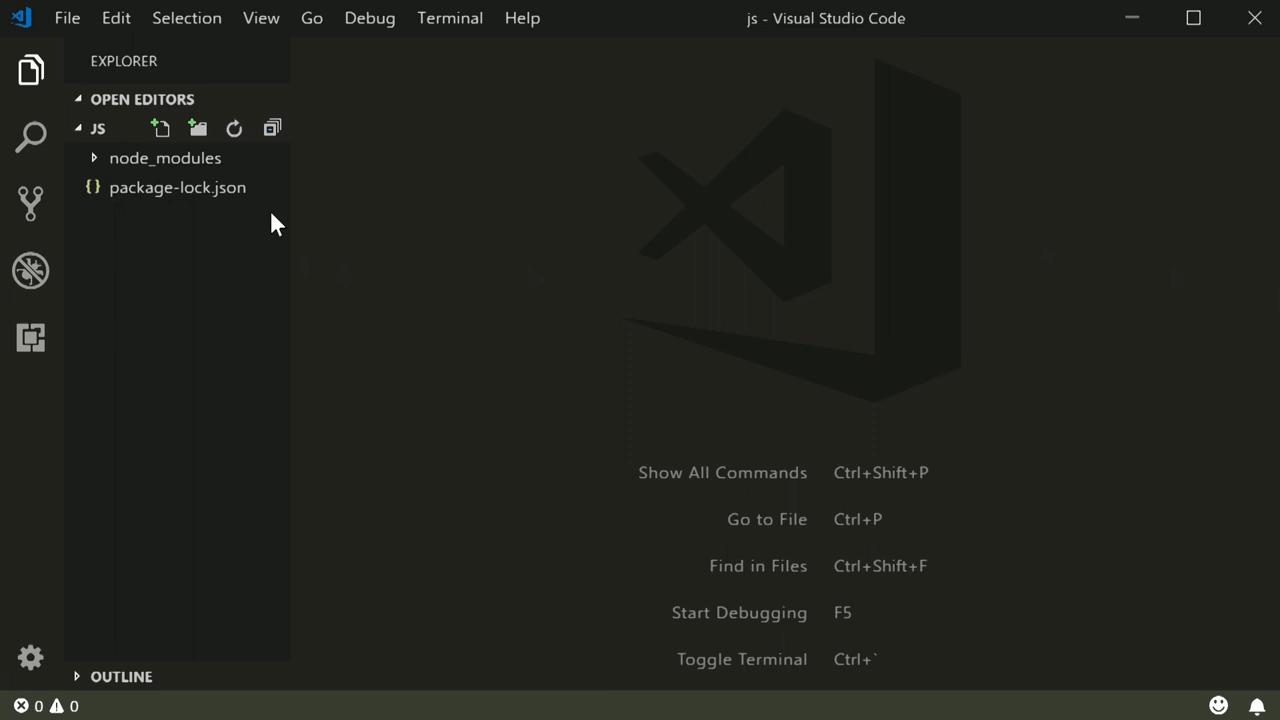 File Edit Selection View Go Debug Terminal Help js - Visual Studio Code
EXPLORER
OPEN EDITORS
JS
node_modules
{} package-lock.json
Show All Commands Ctrl+Shift+P
Go to File Ctrl+P
Find in Files Ctrl+Shift+F
Start Debugging F5
Toggle Terminal Ctrl+`
OUTLINE
0 0